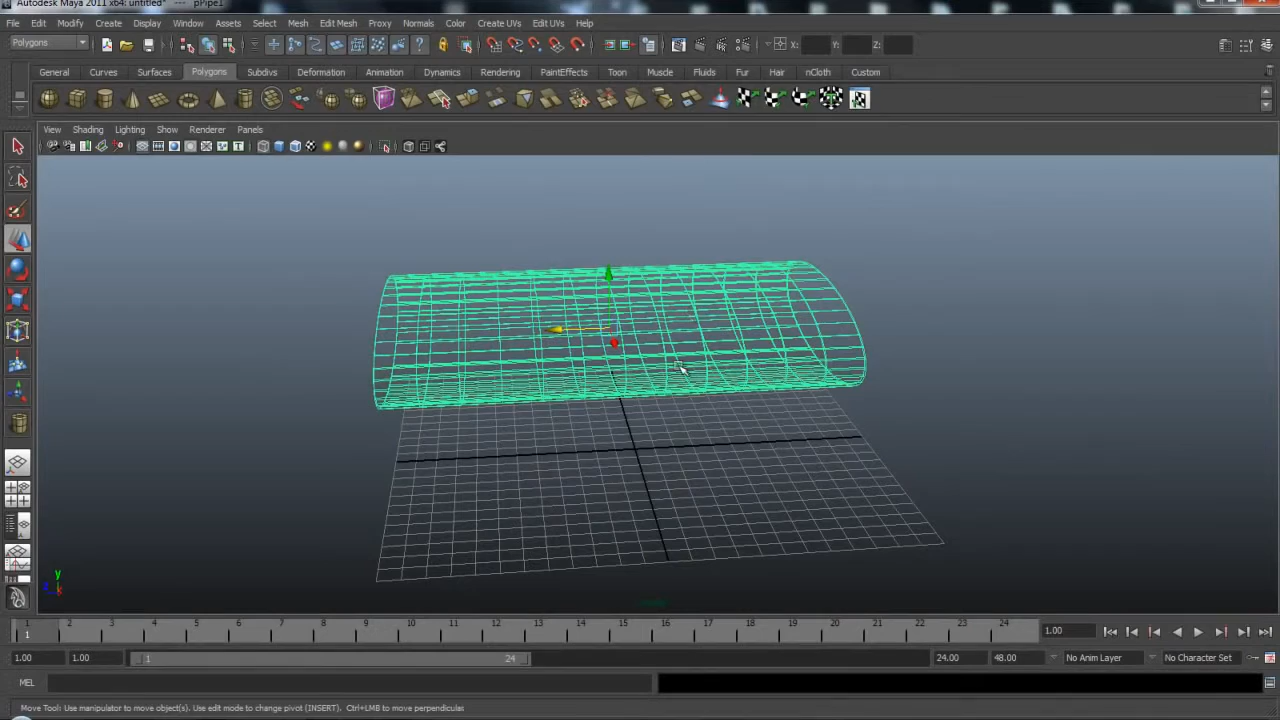 Autodesk Maya 2011 x64: untitled* --- pPipe1
File Edit Modify Create Display Window Assets Select Mesh Edit Mesh Proxy Normals Color Create UVs Edit UVs Help
Polygons X: Y: Z:
General Curves Surfaces Polygons Subdivs Deformation Animation Dynamics Rendering PaintEffects Toon Muscle Fluids Fur Hair nCloth Custom
View Shading Lighting Show Renderer Panels
y
1 2 3 4 5 6 7 8 9 10 11 12 13 14 15 16 17 18 19 20 21 22 23 24
1 1.00
1.00 1.00 1 24 24.00 48.00 No Anim Layer No Character Set
MEL
Move Tool: Use manipulator to move object(s). Use edit mode to change pivot (INSERT). Ctrl+LMB to move perpendiculas